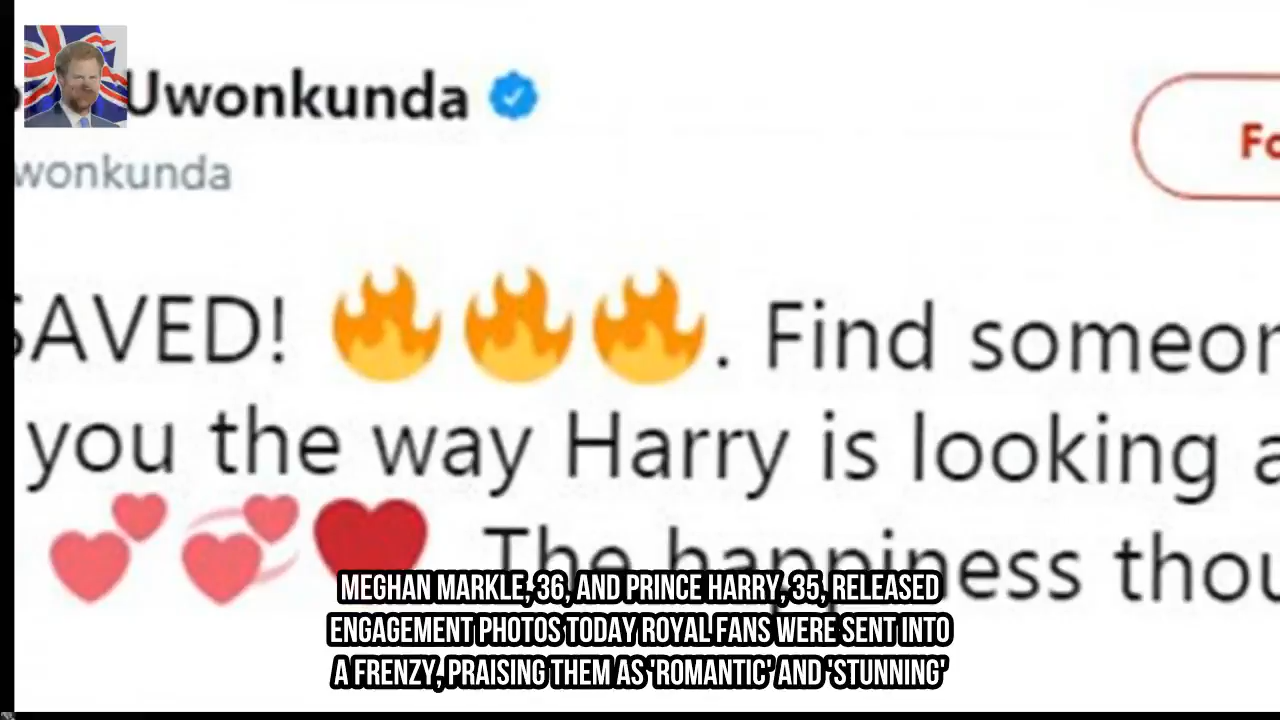 Uwonkunda
wonkunda
Fo
SAVED! 🔥🔥🔥. Find someon
you the way Harry is looking a
💕💞❤️ The happiness thou
MEGHAN MARKLE, 36, AND PRINCE HARRY, 35, RELEASED
ENGAGEMENT PHOTOS TODAY ROYAL FANS WERE SENT INTO
A FRENZY, PRAISING THEM AS 'ROMANTIC' AND 'STUNNING'